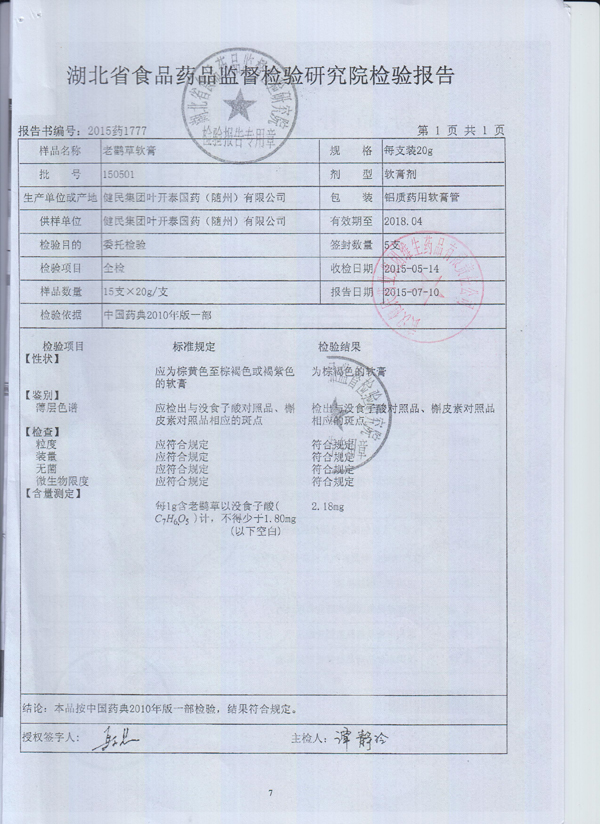 湖北省食品药品监督检验研究院检验报告
报告书编号：2015药1777 第 1 页 共 1 页
样品名称 老鹳草软膏 规 格 每支装20g
批 号 150501 剂 型 软膏剂
生产单位或产地 健民集团叶开泰国药（随州）有限公司 包 装 铝质药用软膏管
供样单位 健民集团叶开泰国药（随州）有限公司 有效期至 2018.04
检验目的 委托检验 签封数量 5支
检验项目 全检 收检日期 2015-05-14
样品数量 15支×20g/支 报告日期 2015-07-10
检验依据 中国药典2010年版一部
检验项目 标准规定 检验结果
【性状】
应为棕黄色至棕褐色或褐紫色 为棕褐色的软膏
的软膏
【鉴别】
薄层色谱 应检出与没食子酸对照品、槲 检出与没食子酸对照品、槲皮素对照品
皮素对照品相应的斑点 相应的斑点
【检查】
粒度 应符合规定 符合规定
装量 应符合规定 符合规定
无菌 应符合规定 符合规定
微生物限度 应符合规定 符合规定
【含量测定】
每1g含老鹳草以没食子酸( 2.18mg
C₇H₆O₅ )计，不得少于1.80mg
(以下空白)
结论：本品按中国药典2010年版一部检验，结果符合规定。
授权签字人： 主检人：
检验报告专用章
7